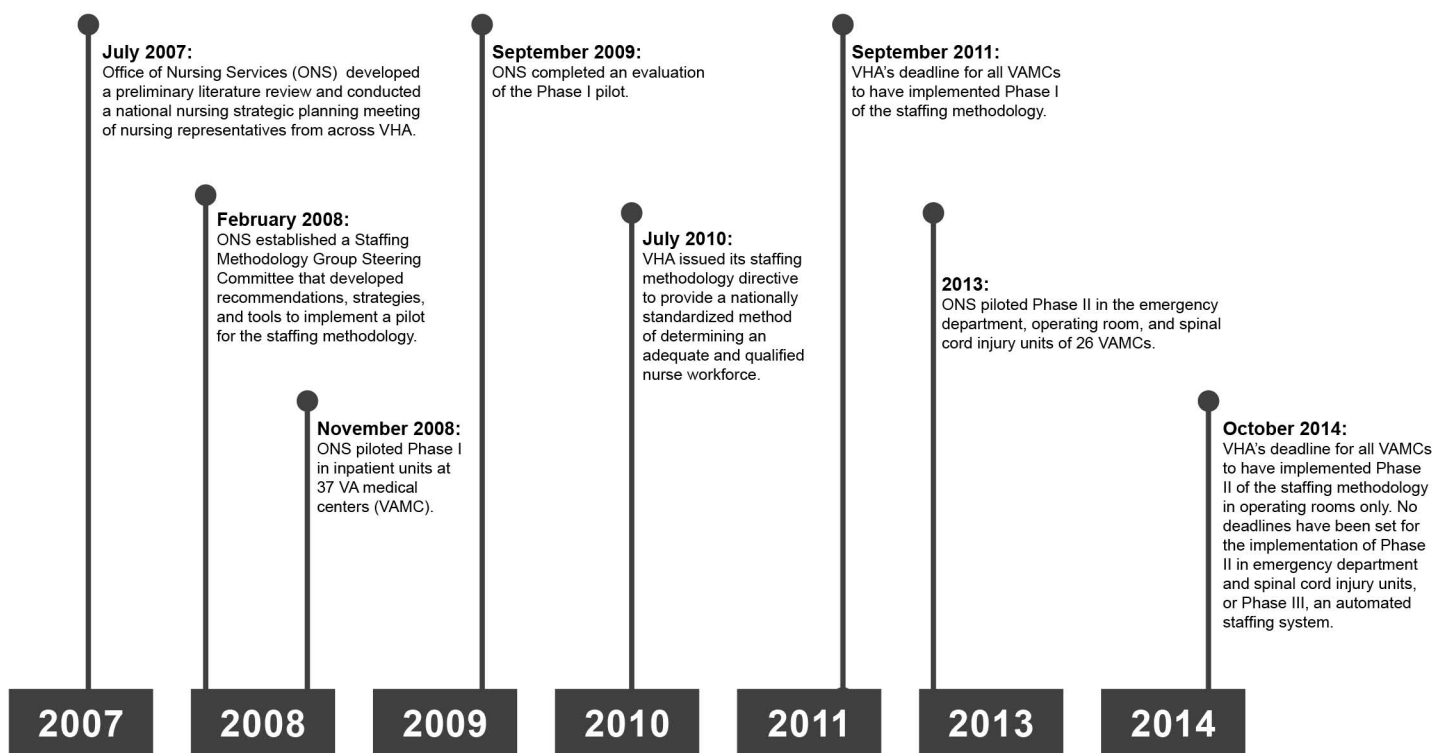 July 2007:
Office of Nursing Services (ONS) developed
a preliminary literature review and conducted
a national nursing strategic planning meeting
of nursing representatives from across VHA.
February 2008:
ONS established a Staffing
Methodology Group Steering
Committee that developed
recommendations, strategies,
and tools to implement a pilot
for the staffing methodology.
November 2008:
ONS piloted Phase I
in inpatient units at
37 VA medical
centers (VAMC).
September 2009:
ONS completed an evaluation
of the Phase I pilot.
July 2010:
VHA issued its staffing
methodology directive
to provide a nationally
standardized method
of determining an
adequate and qualified
nurse workforce.
September 2011:
VHA's deadline for all VAMCs
to have implemented Phase I
of the staffing methodology.
2013:
ONS piloted Phase II in the emergency
department, operating room, and spinal
cord injury units of 26 VAMCs.
October 2014:
VHA's deadline for all VAMCs
to have implemented Phase
II of the staffing methodology
in operating rooms only. No
deadlines have been set for
the implementation of Phase
II in emergency department
and spinal cord injury units,
or Phase III, an automated
staffing system.
2007
2008
2009
2010
2011
2013
2014